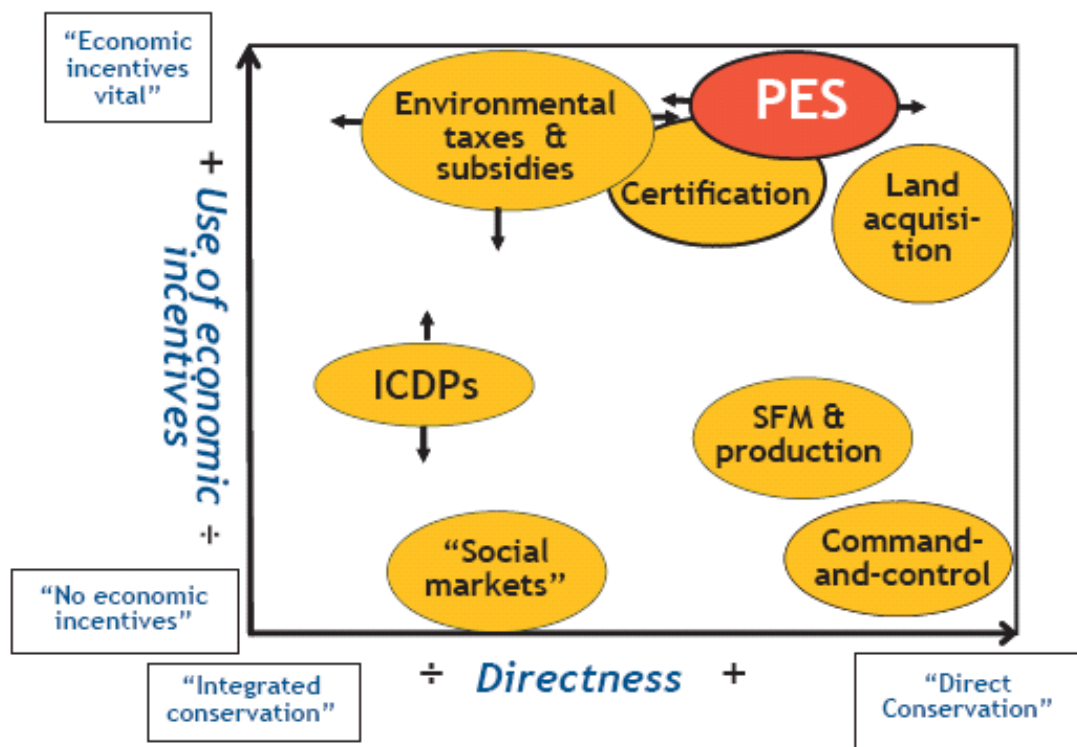 “Economic
incentives
vital”
Environmental
taxes &
subsidies
PES
Certification
Land
acquisi-
tion
+ Use of economic ÷
incentives
ICDPs
SFM &
production
“Social
markets”
Command-
and-control
“No economic
incentives”
“Integrated
conservation”
÷ Directness +
“Direct
Conservation”